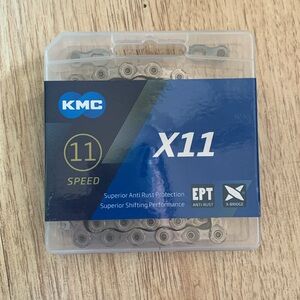 KMC
11
SPEED
X11
Superior Anti Rust Protection
Superior Shifting Performance
EPT
ANTI RUST
X
X-BRIDGE